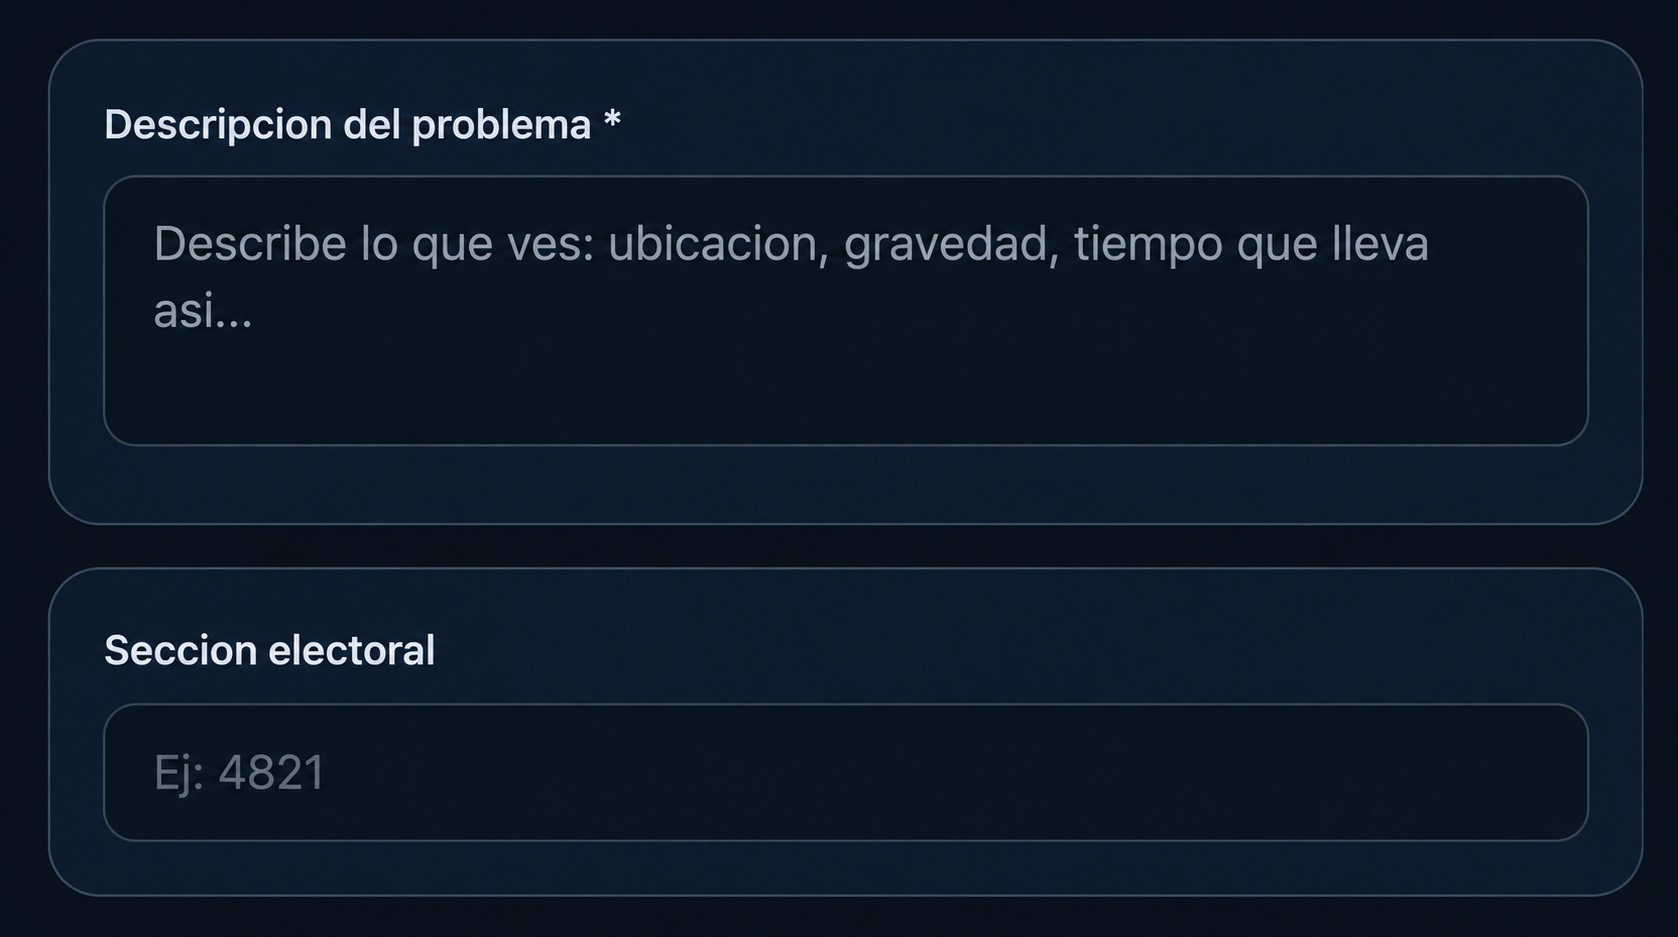 Descripcion del problema *
Describe lo que ves: ubicacion, gravedad, tiempo que lleva
asi...
Seccion electoral
Ej: 4821